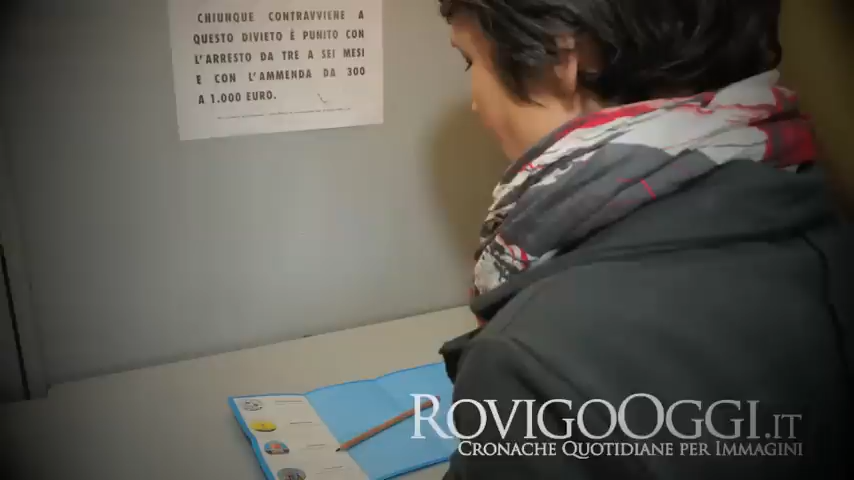 CHIUNQUE CONTRAVVIENE A
QUESTO DIVIETO È PUNITO CON
L'ARRESTO DA TRE A SEI MESI
E CON L'AMMENDA DA 300
A 1.000 EURO.
ROVIGOOGGI.IT
CRONACHE QUOTIDIANE PER IMMAGINI